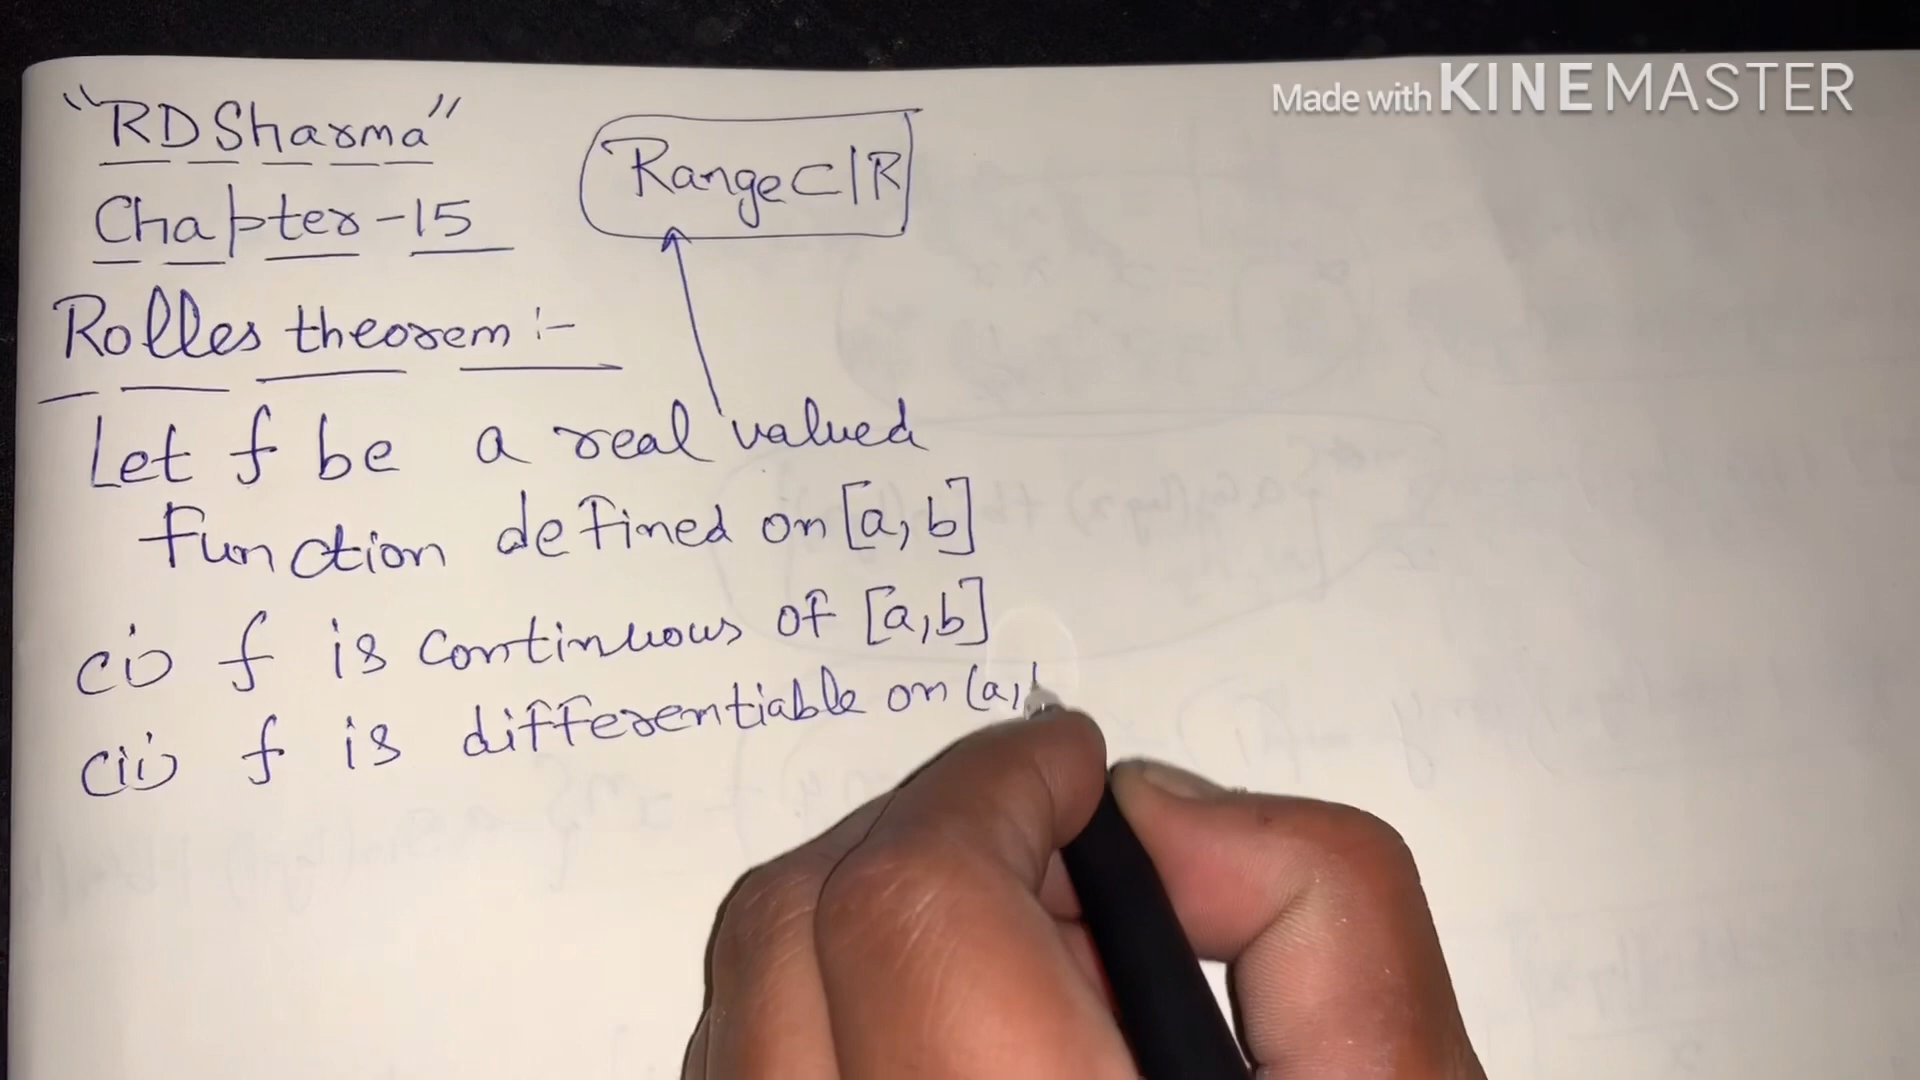 "RD Sharma"
Chapter-15
Range⊂IR
Rolles theorem:-
Let f be a real valued
function defined on [a, b]
(i) f is continuous of [a, b]
(ii) f is differentiable on (a,
Made with KINEMASTER